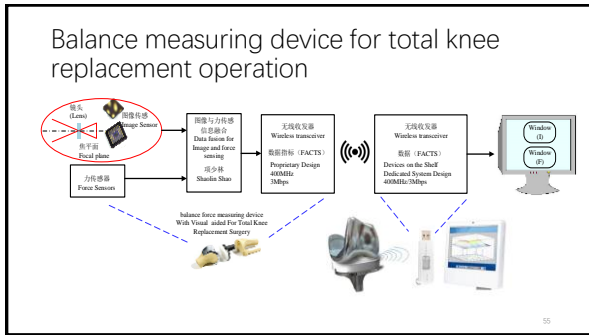 Balance measuring device for total knee
replacement operation
镜头
(Lens)
图像传感
Image Sensor
焦平面
Focal plane
力传感器
Force Sensors
图像与力传感
信息融合
Data fusion for
Image and force
sensing
项少林
Shaolin Shao
无线收发器
Wireless transceiver
数据指标（FACTS）
Proprietary Design
400MHz
3Mbps
无线收发器
Wireless transceiver
数据（FACTS）
Devices on the Shelf
Dedicated System Design
400MHz/3Mbps
Window
(I)
Window
(F)
balance force measuring device
With Visual aided For Total Knee
Replacement Surgery
55